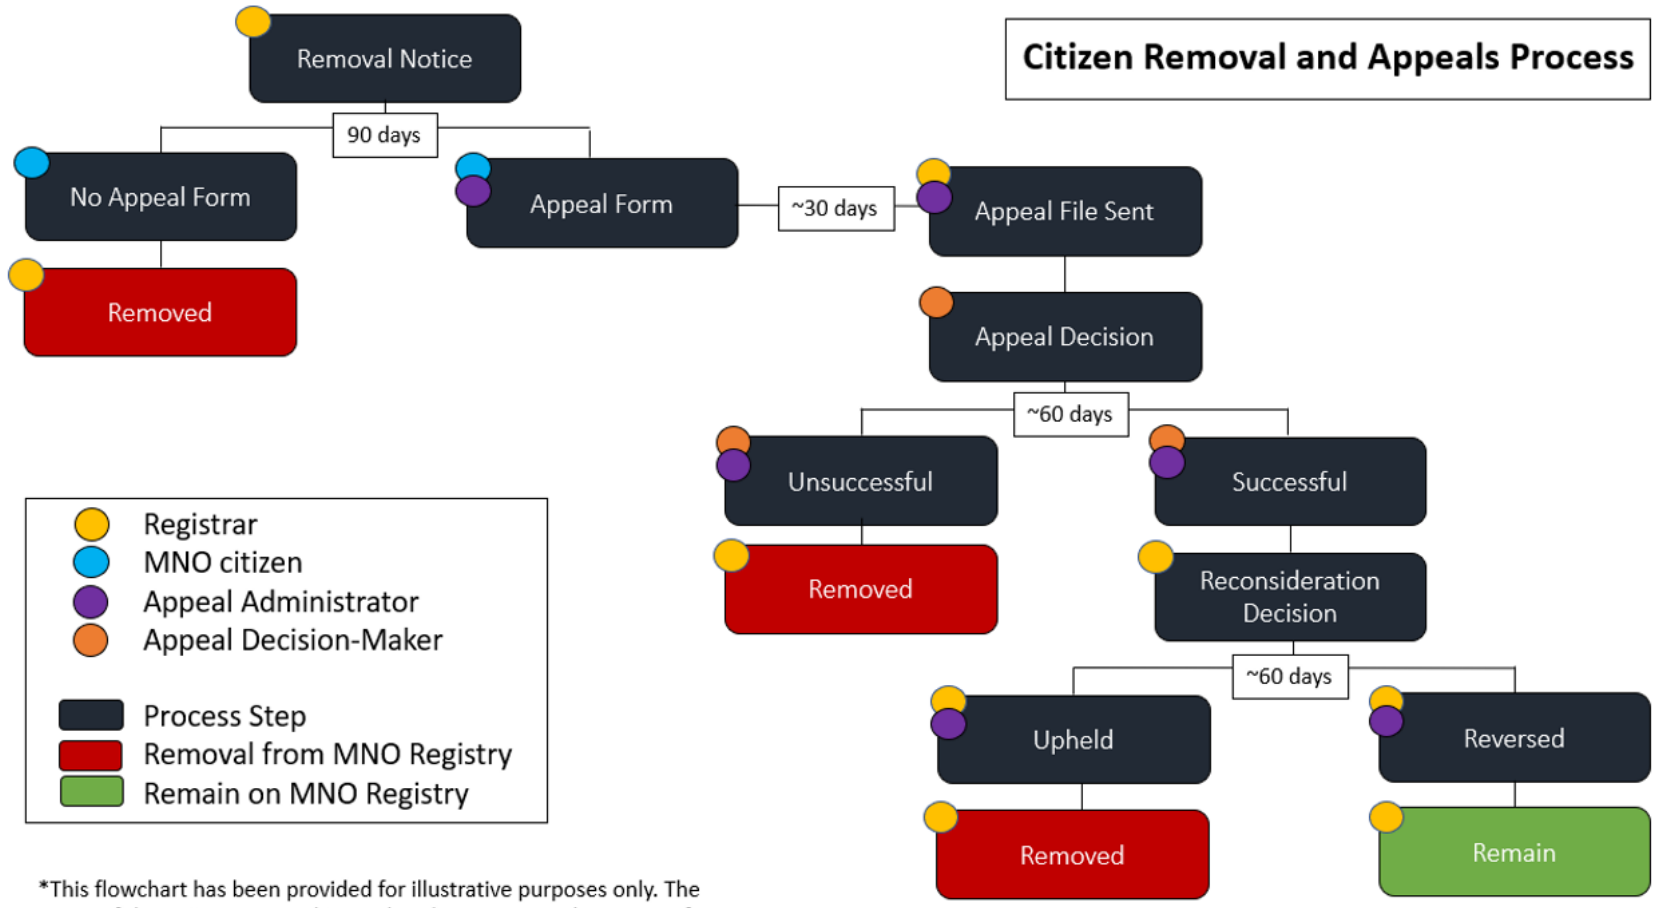 Citizen Removal and Appeals Process
Removal Notice
90 days
No Appeal Form
Appeal Form
~30 days
Appeal File Sent
Removed
Appeal Decision
~60 days
Unsuccessful
Successful
Removed
Reconsideration
Decision
~60 days
Upheld
Reversed
Removed
Remain
Registrar
MNO citizen
Appeal Administrator
Appeal Decision-Maker
Process Step
Removal from MNO Registry
Remain on MNO Registry
*This flowchart has been provided for illustrative purposes only. The